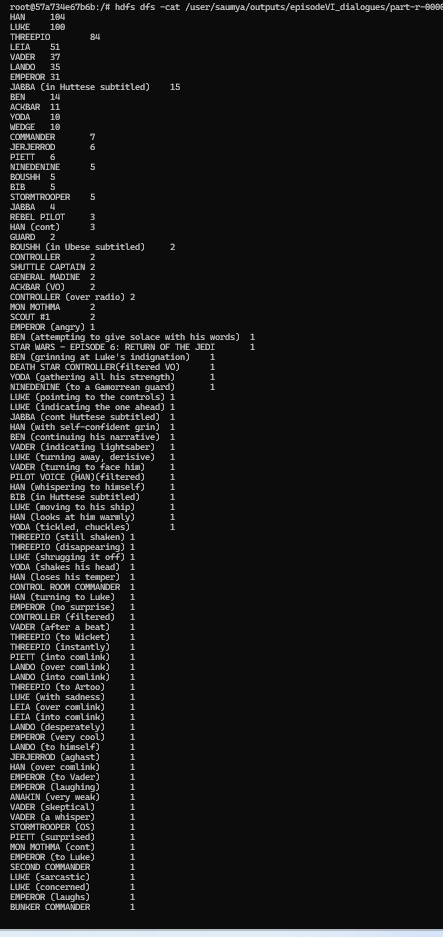 root@57a734e67b6b:/# hdfs dfs -cat /user/saumya/outputs/episodeVI_dialogues/part-r-0000
HAN 104
LUKE 100
THREEPIO 84
LEIA 51
VADER 37
LANDO 35
EMPEROR 31
JABBA (in Huttese subtitled) 15
BEN 14
ACKBAR 11
YODA 10
WEDGE 10
COMMANDER 7
JERJERROD 6
PIETT 6
NINEDENINE 5
BOUSHH 5
BIB 5
STORMTROOPER 5
JABBA 4
REBEL PILOT 3
HAN (cont) 3
GUARD 2
BOUSHH (in Ubese subtitled) 2
CONTROLLER 2
SHUTTLE CAPTAIN 2
GENERAL MADINE 2
ACKBAR (VO) 2
CONTROLLER (over radio) 2
MON MOTHMA 2
SCOUT #1 2
EMPEROR (angry) 1
BEN (attempting to give solace with his words) 1
STAR WARS - EPISODE 6: RETURN OF THE JEDI 1
BEN (grinning at Luke's indignation) 1
DEATH STAR CONTROLLER(filtered VO) 1
YODA (gathering all his strength) 1
NINEDENINE (to a Gamorrean guard) 1
LUKE (pointing to the controls) 1
LUKE (indicating the one ahead) 1
JABBA (cont Huttese subtitled) 1
HAN (with self-confident grin) 1
BEN (continuing his narrative) 1
VADER (indicating lightsaber) 1
LUKE (turning away, derisive) 1
VADER (turning to face him) 1
PILOT VOICE (HAN)(filtered) 1
HAN (whispering to himself) 1
BIB (in Huttese subtitled) 1
LUKE (moving to his ship) 1
HAN (looks at him warmly) 1
YODA (tickled, chuckles) 1
THREEPIO (still shaken) 1
THREEPIO (disappearing) 1
LUKE (shrugging it off) 1
YODA (shakes his head) 1
HAN (loses his temper) 1
CONTROL ROOM COMMANDER 1
HAN (turning to Luke) 1
EMPEROR (no surprise) 1
CONTROLLER (filtered) 1
VADER (after a beat) 1
THREEPIO (to Wicket) 1
THREEPIO (instantly) 1
PIETT (into comlink) 1
LANDO (over comlink) 1
LANDO (into comlink) 1
THREEPIO (to Artoo) 1
LUKE (with sadness) 1
LEIA (over comlink) 1
LEIA (into comlink) 1
LANDO (desperately) 1
EMPEROR (very cool) 1
LANDO (to himself) 1
JERJERROD (aghast) 1
HAN (over comlink) 1
EMPEROR (to Vader) 1
EMPEROR (laughing) 1
ANAKIN (very weak) 1
VADER (skeptical) 1
VADER (a whisper) 1
STORMTROOPER (OS) 1
PIETT (surprised) 1
MON MOTHMA (cont) 1
EMPEROR (to Luke) 1
SECOND COMMANDER 1
LUKE (sarcastic) 1
LUKE (concerned) 1
EMPEROR (laughs) 1
BUNKER COMMANDER 1